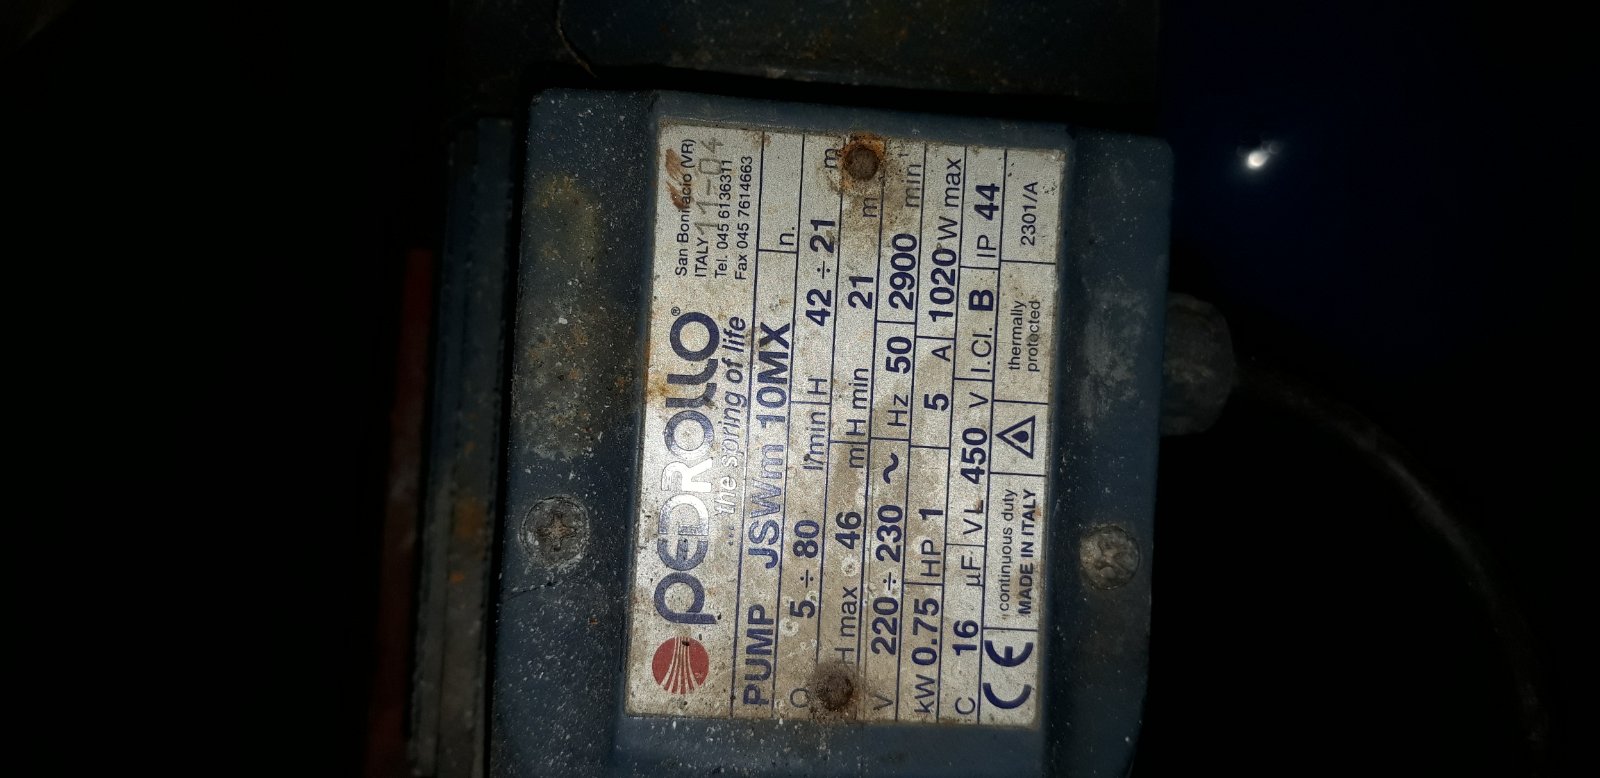 PEDROLLO®
... the spring of life
San Bonifacio (VR)
ITALY 11-04
Tel. 045 6136311
Fax 045 7614663
PUMP JSWm 10MX n.
Q 5 ÷ 80 l/min H 42 ÷ 21 m
H max 46 m H min 21 m
V 220 ÷ 230 ~ Hz 50 2900 min⁻¹
kW 0.75 HP 1 5 A 1020 W max
C 16 µF VL 450 V I.Cl. B IP 44
CE continuous duty
MADE IN ITALY
thermally
protected
2301/A